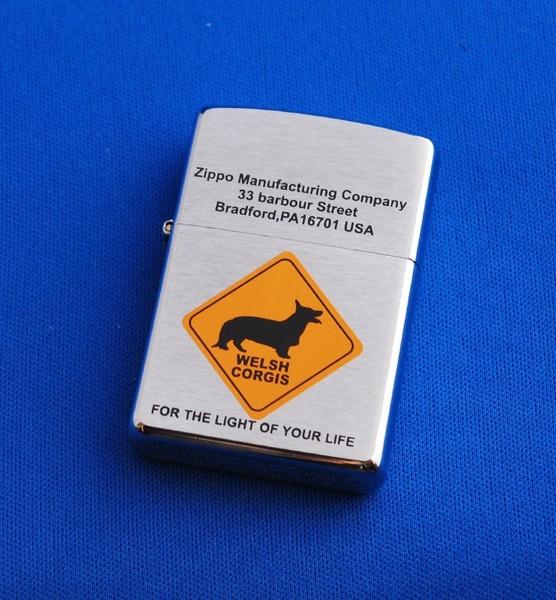 Zippo Manufacturing Company
33 barbour Street
Bradford,PA16701 USA
WELSH
CORGIS
FOR THE LIGHT OF YOUR LIFE